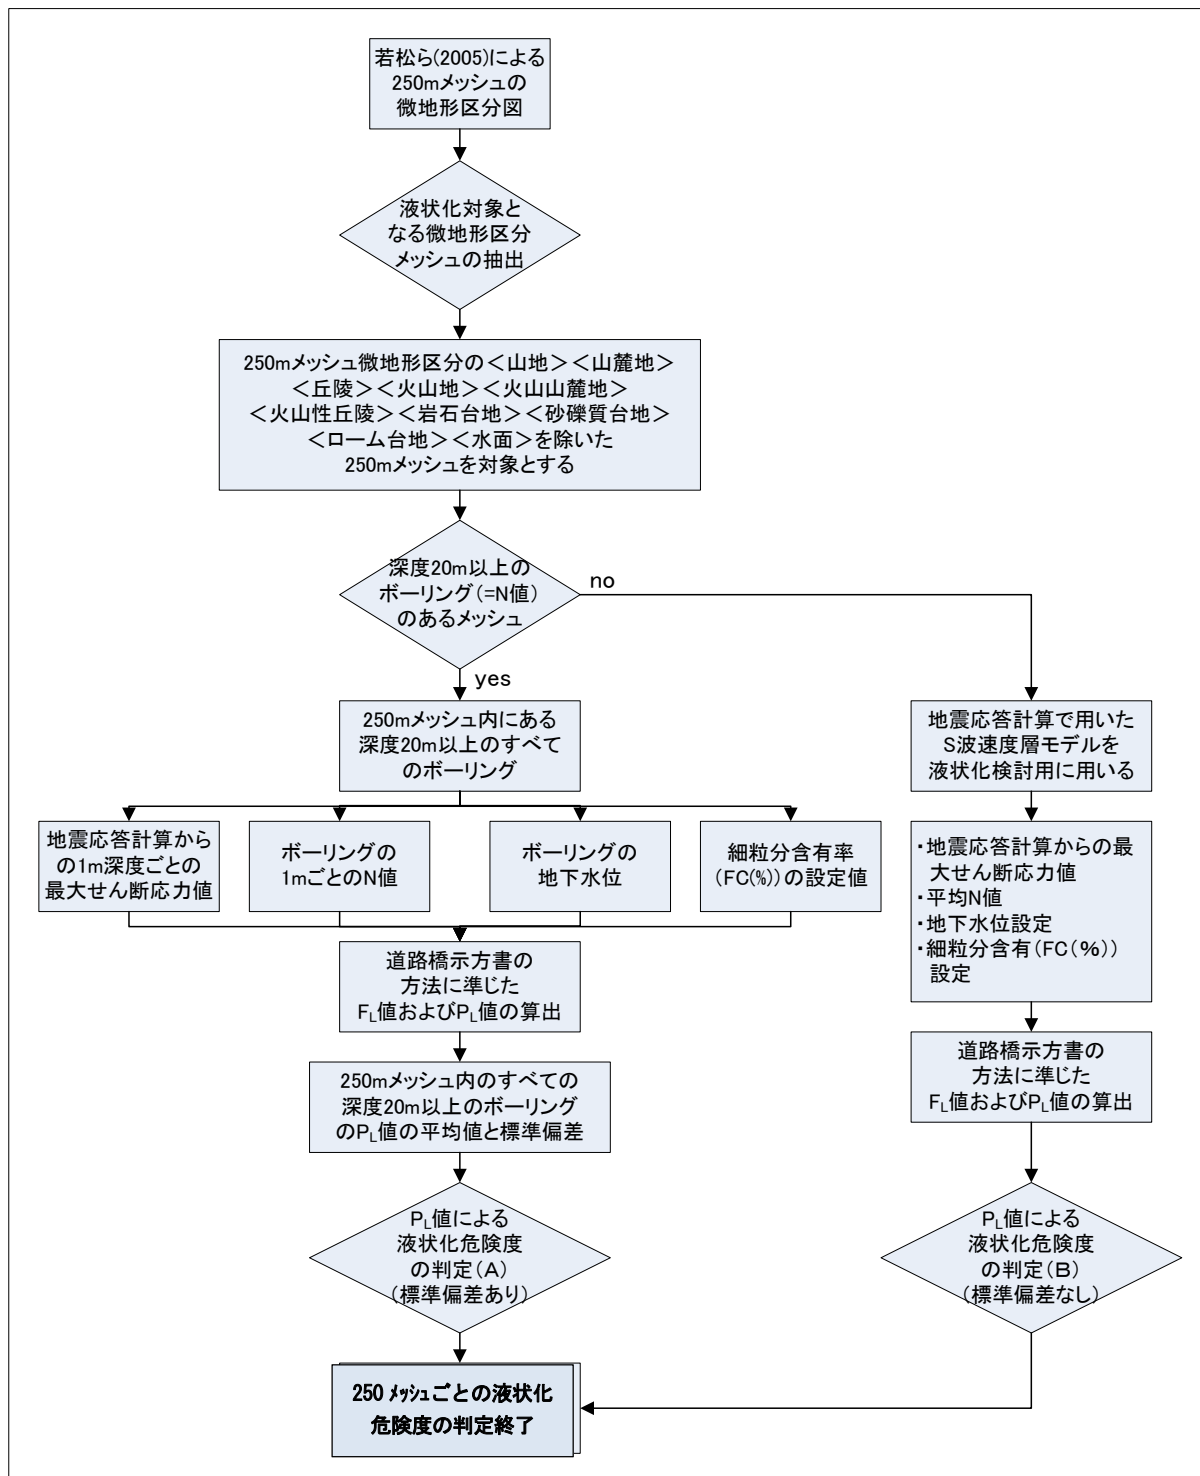 若松ら(2005)による
250mメッシュの
微地形区分図
液状化対象と
なる微地形区分
メッシュの抽出
250mメッシュ微地形区分の＜山地＞＜山麓地＞
＜丘陵＞＜火山地＞＜火山山麓地＞
＜火山性丘陵＞＜岩石台地＞＜砂礫質台地＞
＜ローム台地＞＜水面＞を除いた
250mメッシュを対象とする
深度20m以上の
ボーリング(=N値)
のあるメッシュ
no
yes
250mメッシュ内にある
深度20m以上のすべて
のボーリング
地震応答計算で用いた
S波速度層モデルを
液状化検討用に用いる
地震応答計算から
の1m深度ごとの
最大せん断応力値
ボーリングの
1mごとのN値
ボーリングの
地下水位
細粒分含有率
(FC(%))の設定値
・地震応答計算からの最
大せん断応力値
・平均N値
・地下水位設定
・細粒分含有(FC(％))
設定
道路橋示方書の
方法に準じた
FL値およびPL値の算出
250mメッシュ内のすべての
深度20m以上のボーリング
のPL値の平均値と標準偏差
道路橋示方書の
方法に準じた
FL値およびPL値の算出
PL値による
液状化危険度
の判定(A)
(標準偏差あり)
PL値による
液状化危険度
の判定(B)
(標準偏差なし)
250 ﾒｯｼｭごとの液状化
危険度の判定終了